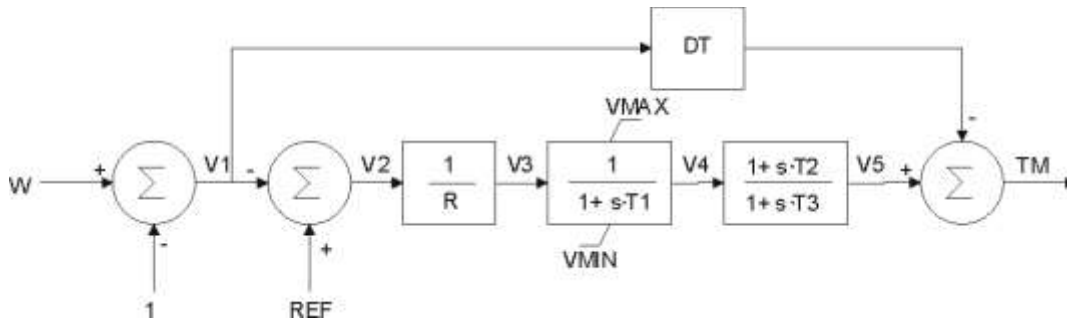 DT
VMAX
W
+
Σ
V1
-
Σ
V2
1
R
V3
1
1+ s·T1
V4
1+ s·T2
1+ s·T3
V5
+
-
Σ
TM
-
+
VMIN
1
REF